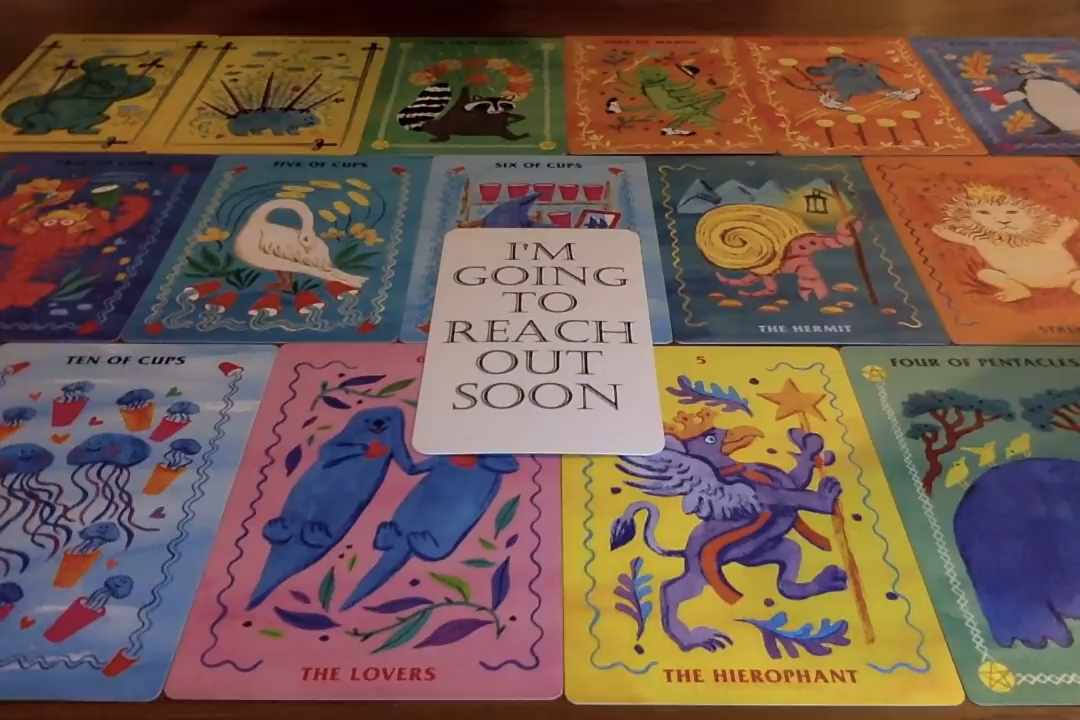 FIVE OF CUPS
SIX OF CUPS
I'M
GOING
TO
REACH
OUT
SOON
THE HERMIT
TEN OF CUPS
THE LOVERS
5
THE HIEROPHANT
FOUR OF PENTACLES